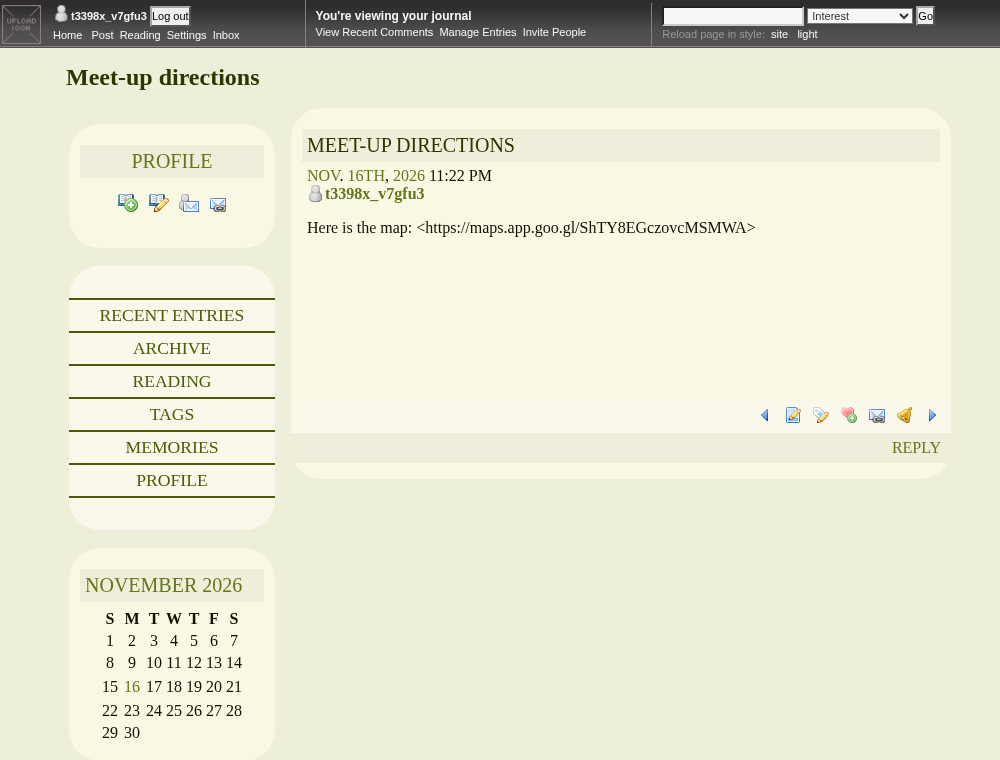 UPLOAD ICON
t3398x_v7gfu3 Log out
Home Post Reading Settings Inbox
You're viewing your journal
View Recent Comments Manage Entries Invite People
Interest Go
Reload page in style: site light
Meet-up directions
PROFILE
RECENT ENTRIES
ARCHIVE
READING
TAGS
MEMORIES
PROFILE
NOVEMBER 2026
S M T W T F S
1 2 3 4 5 6 7
8 9 10 11 12 13 14
15 16 17 18 19 20 21
22 23 24 25 26 27 28
29 30
MEET-UP DIRECTIONS
NOV. 16TH, 2026 11:22 PM
t3398x_v7gfu3
Here is the map: <https://maps.app.goo.gl/ShTY8EGczovcMSMWA>
REPLY